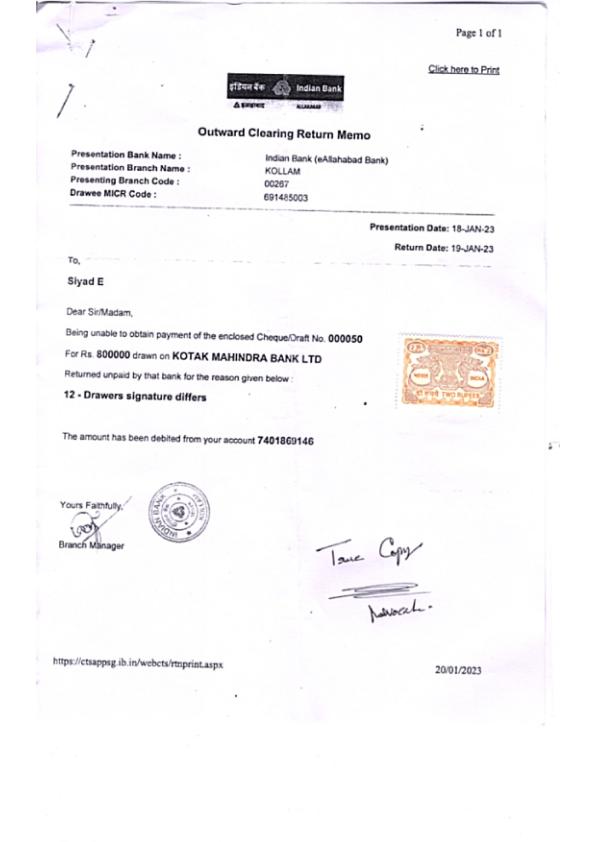 Page 1 of 1
Click here to Print
इंडियन बैंक Indian Bank
इलाहाबाद ALLAHABAD
Outward Clearing Return Memo
Presentation Bank Name : Indian Bank (eAllahabad Bank)
Presentation Branch Name : KOLLAM
Presenting Branch Code : 00267
Drawee MICR Code : 691485003
Presentation Date: 18-JAN-23
Return Date: 19-JAN-23
To,
Siyad E
Dear Sir/Madam,
Being unable to obtain payment of the enclosed Cheque/Draft No. 000050
For Rs. 800000 drawn on KOTAK MAHINDRA BANK LTD
Returned unpaid by that bank for the reason given below :
12 - Drawers signature differs
INDIA
TWO RUPEES
The amount has been debited from your account 7401869146
Yours Faithfully,
INDIAN BANK
Branch Manager
True Copy
Advocate.
https://ctsappsg.ib.in/webcts/rtnprint.aspx
20/01/2023